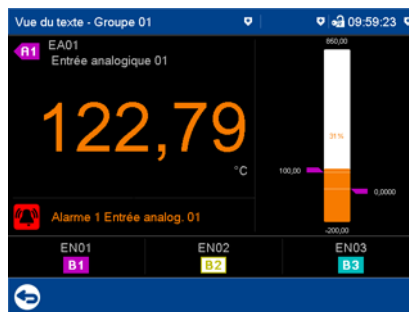 Vue du texte - Groupe 01
09:59:23
A1
EA01
Entrée analogique 01
122,79
°C
Alarme 1 Entrée analog. 01
860,00
31%
100,00
0,0000
-200,00
EN01
EN02
EN03
B1
B2
B3